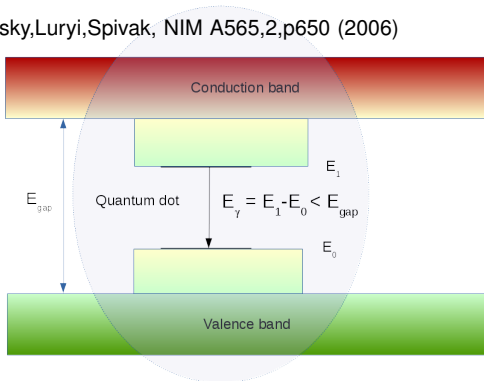 sky,Luryi,Spivak, NIM A565,2,p650 (2006)
Conduction band
E1
Egap
Quantum dot
Eγ = E1-E0 < Egap
E0
Valence band